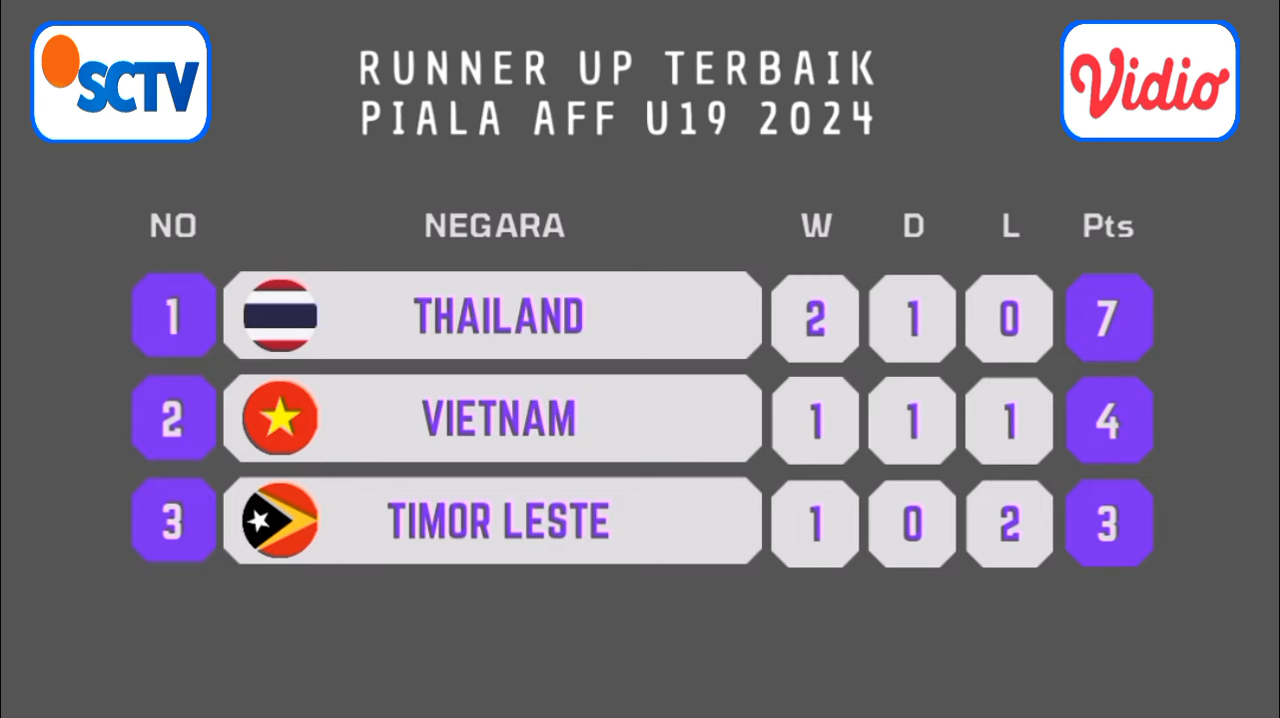 SCTV
RUNNER UP TERBAIK
PIALA AFF U19 2024
Vidio
NO NEGARA W D L Pts
1 THAILAND 2 1 0 7
2 VIETNAM 1 1 1 4
3 TIMOR LESTE 1 0 2 3